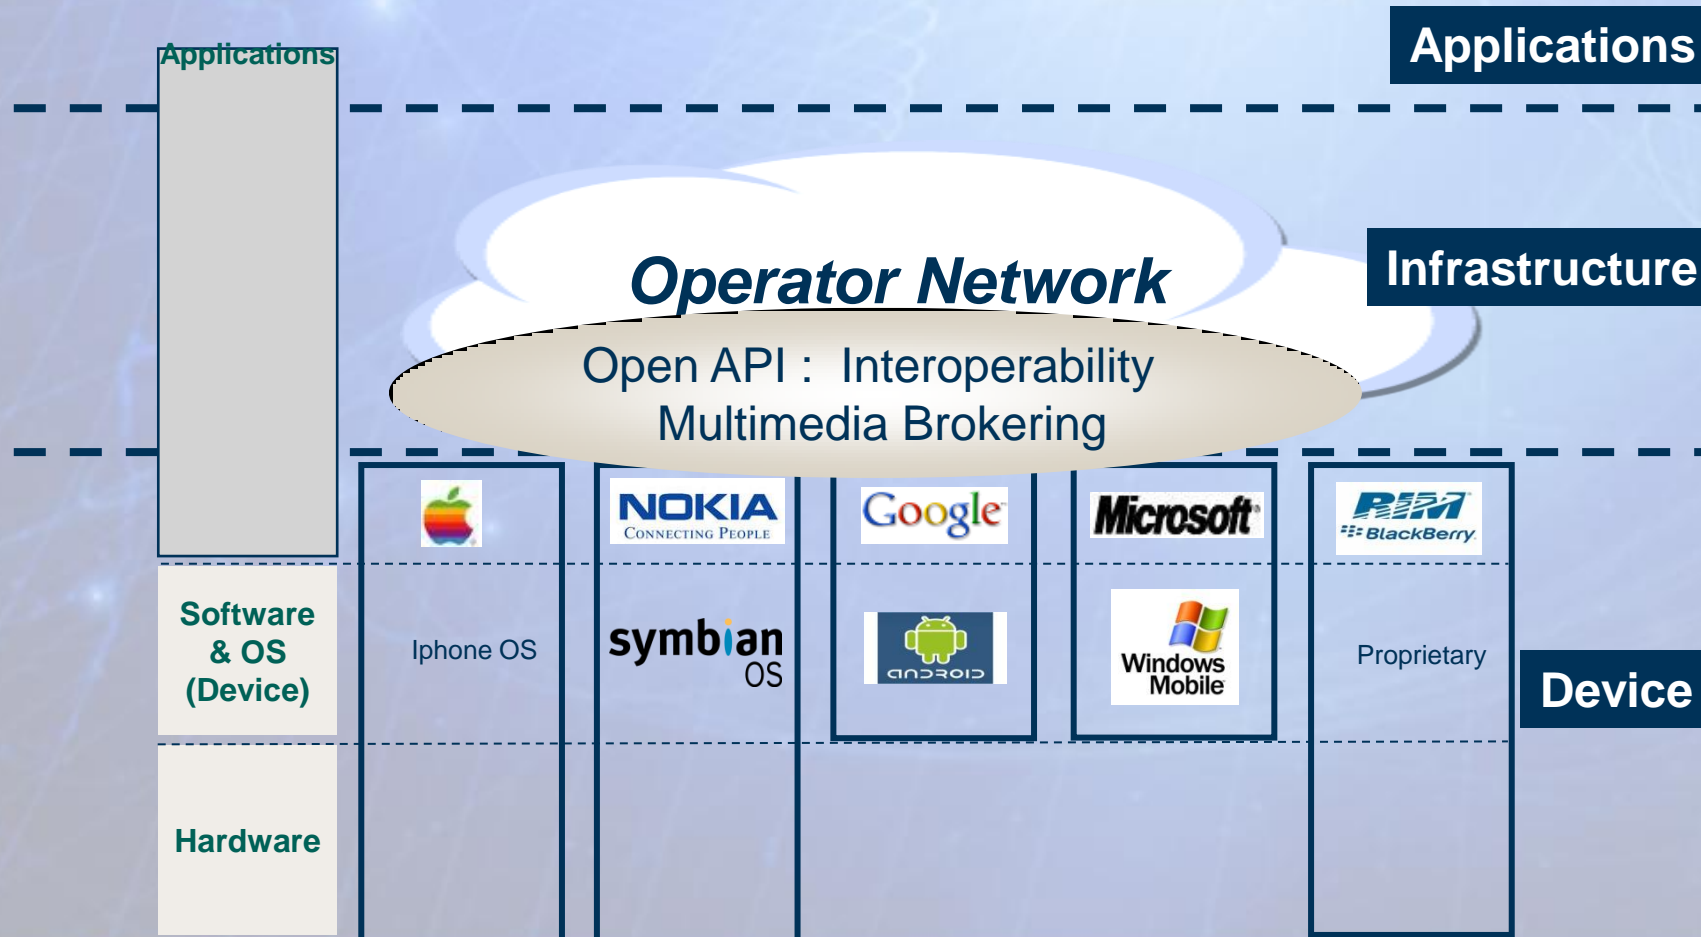 Applications
Applications
Infrastructure
Operator Network
Open API : Interoperability
Multimedia Brokering
NOKIA
CONNECTING PEOPLE
Google
Microsoft
RIM
BlackBerry
Software
& OS
(Device)
Iphone OS
symbian
OS
ANDROID
Windows
Mobile
Proprietary
Device
Hardware